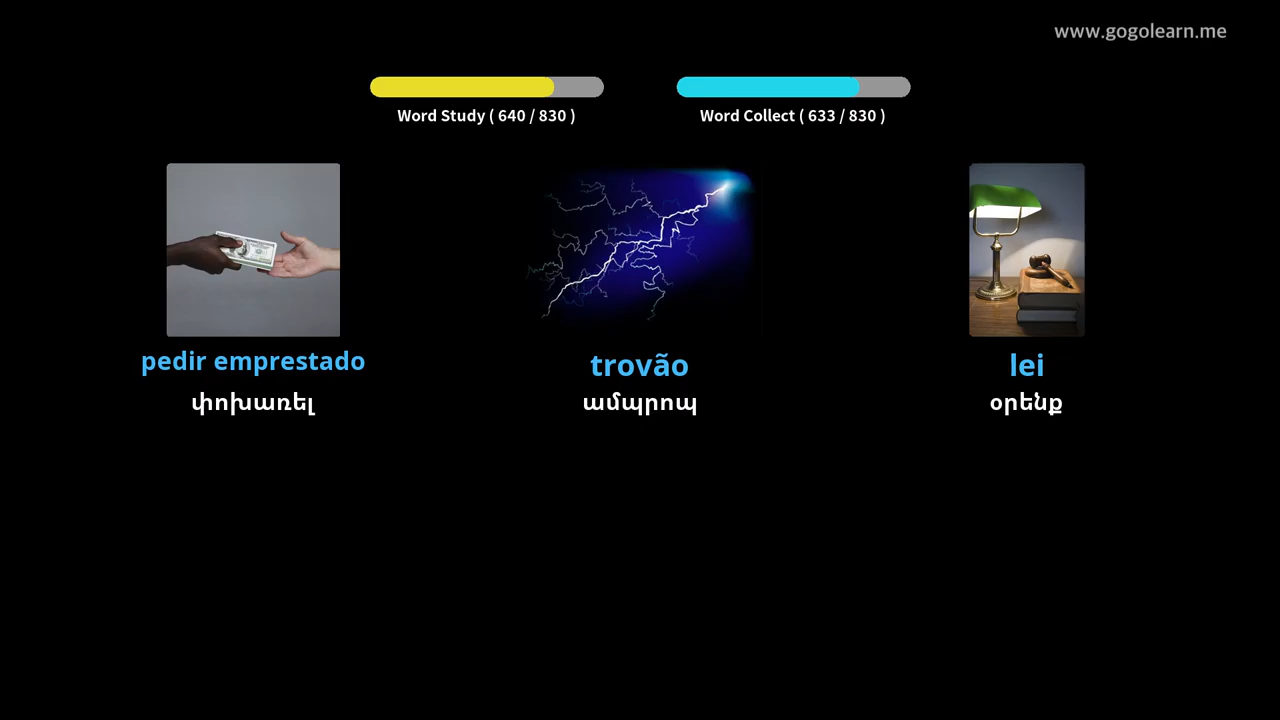 www.gogolearn.me
Word Study ( 640 / 830 )
Word Collect ( 633 / 830 )
pedir emprestado
trovão
lei
փոխառել
ամպրոպ
օրենք